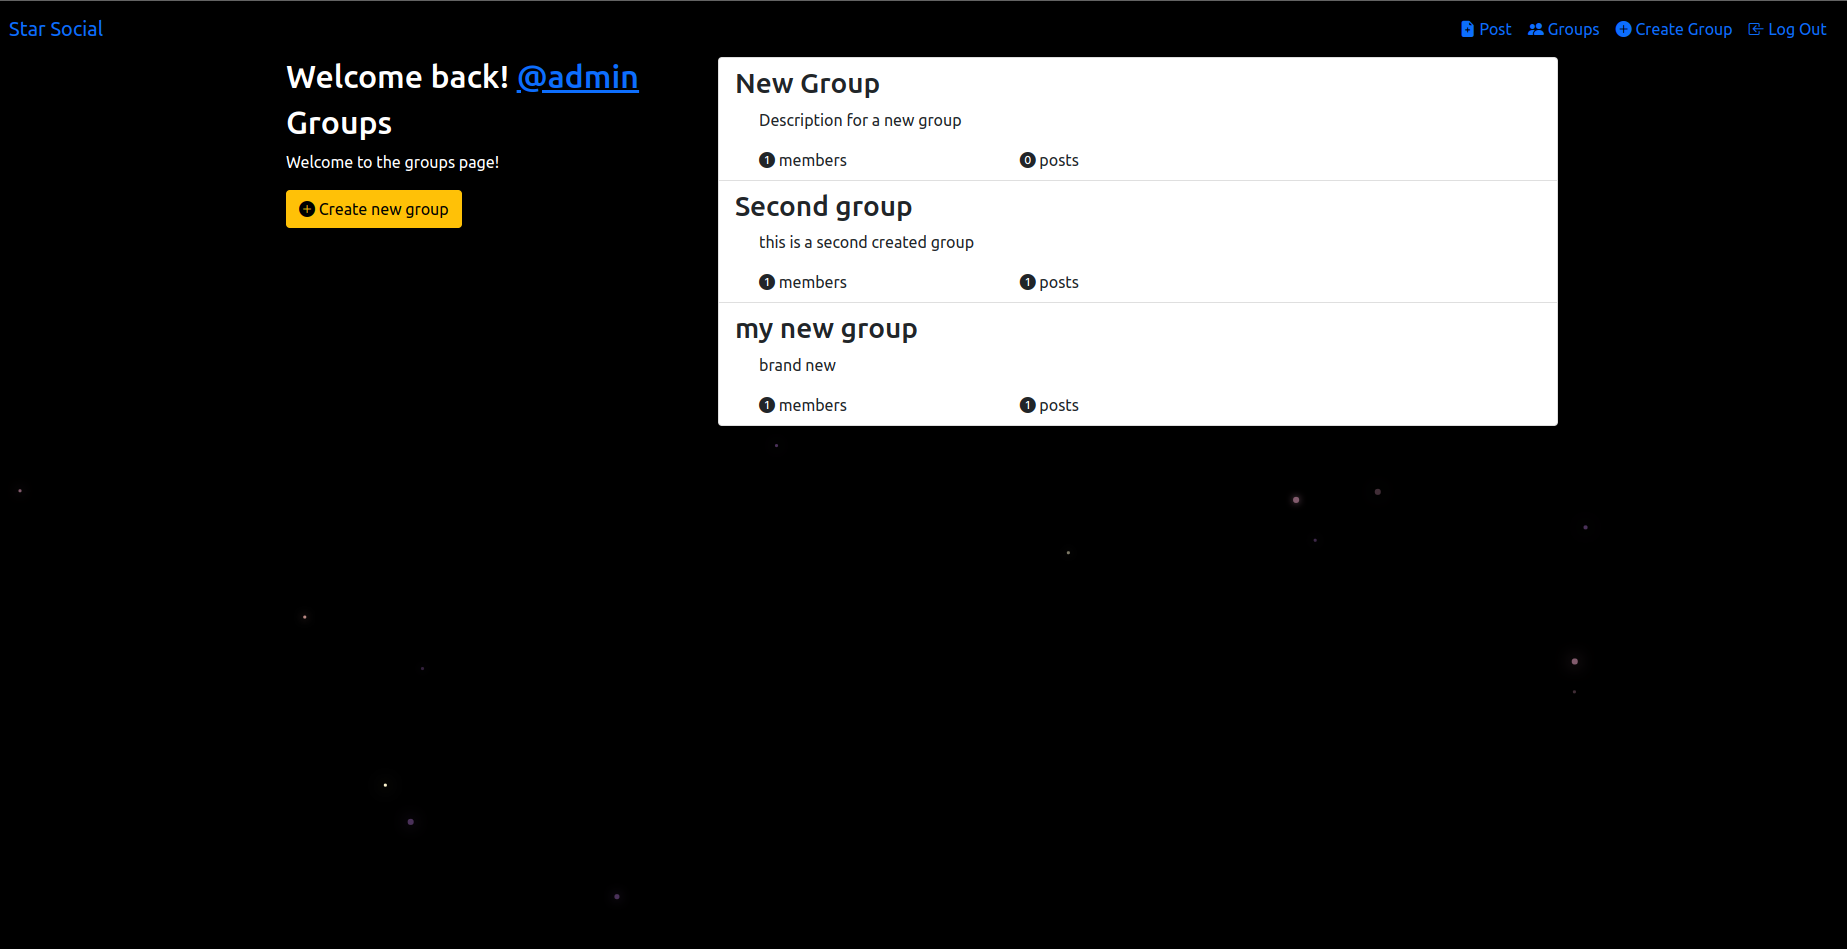 Star Social
Post Groups Create Group Log Out
Welcome back! @admin
Groups
Welcome to the groups page!
Create new group
New Group
Description for a new group
1 members 0 posts
Second group
this is a second created group
1 members 1 posts
my new group
brand new
1 members 1 posts